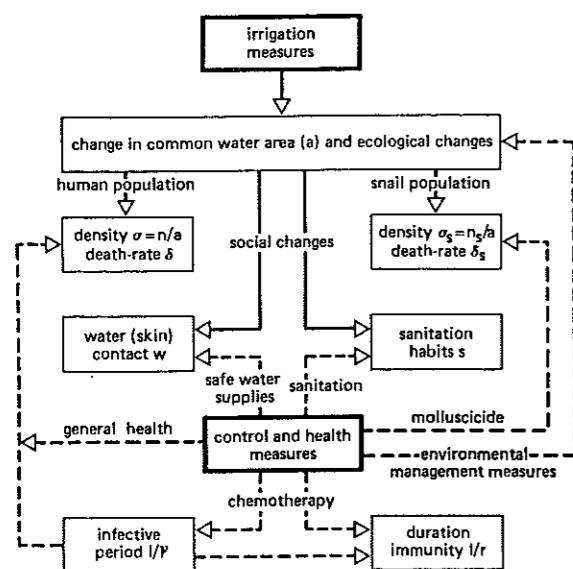 irrigation
measures
change in common water area (a) and ecological changes
human population
snail population
density σ = n/a
death-rate δ
social changes
density σₛ = nₛ/a
death-rate δₛ
water (skin)
contact w
sanitation
habits s
safe water
supplies
sanitation
general health
control and health
measures
molluscicide
environmental
management measures
chemotherapy
infective
period l/γ
duration
immunity l/r